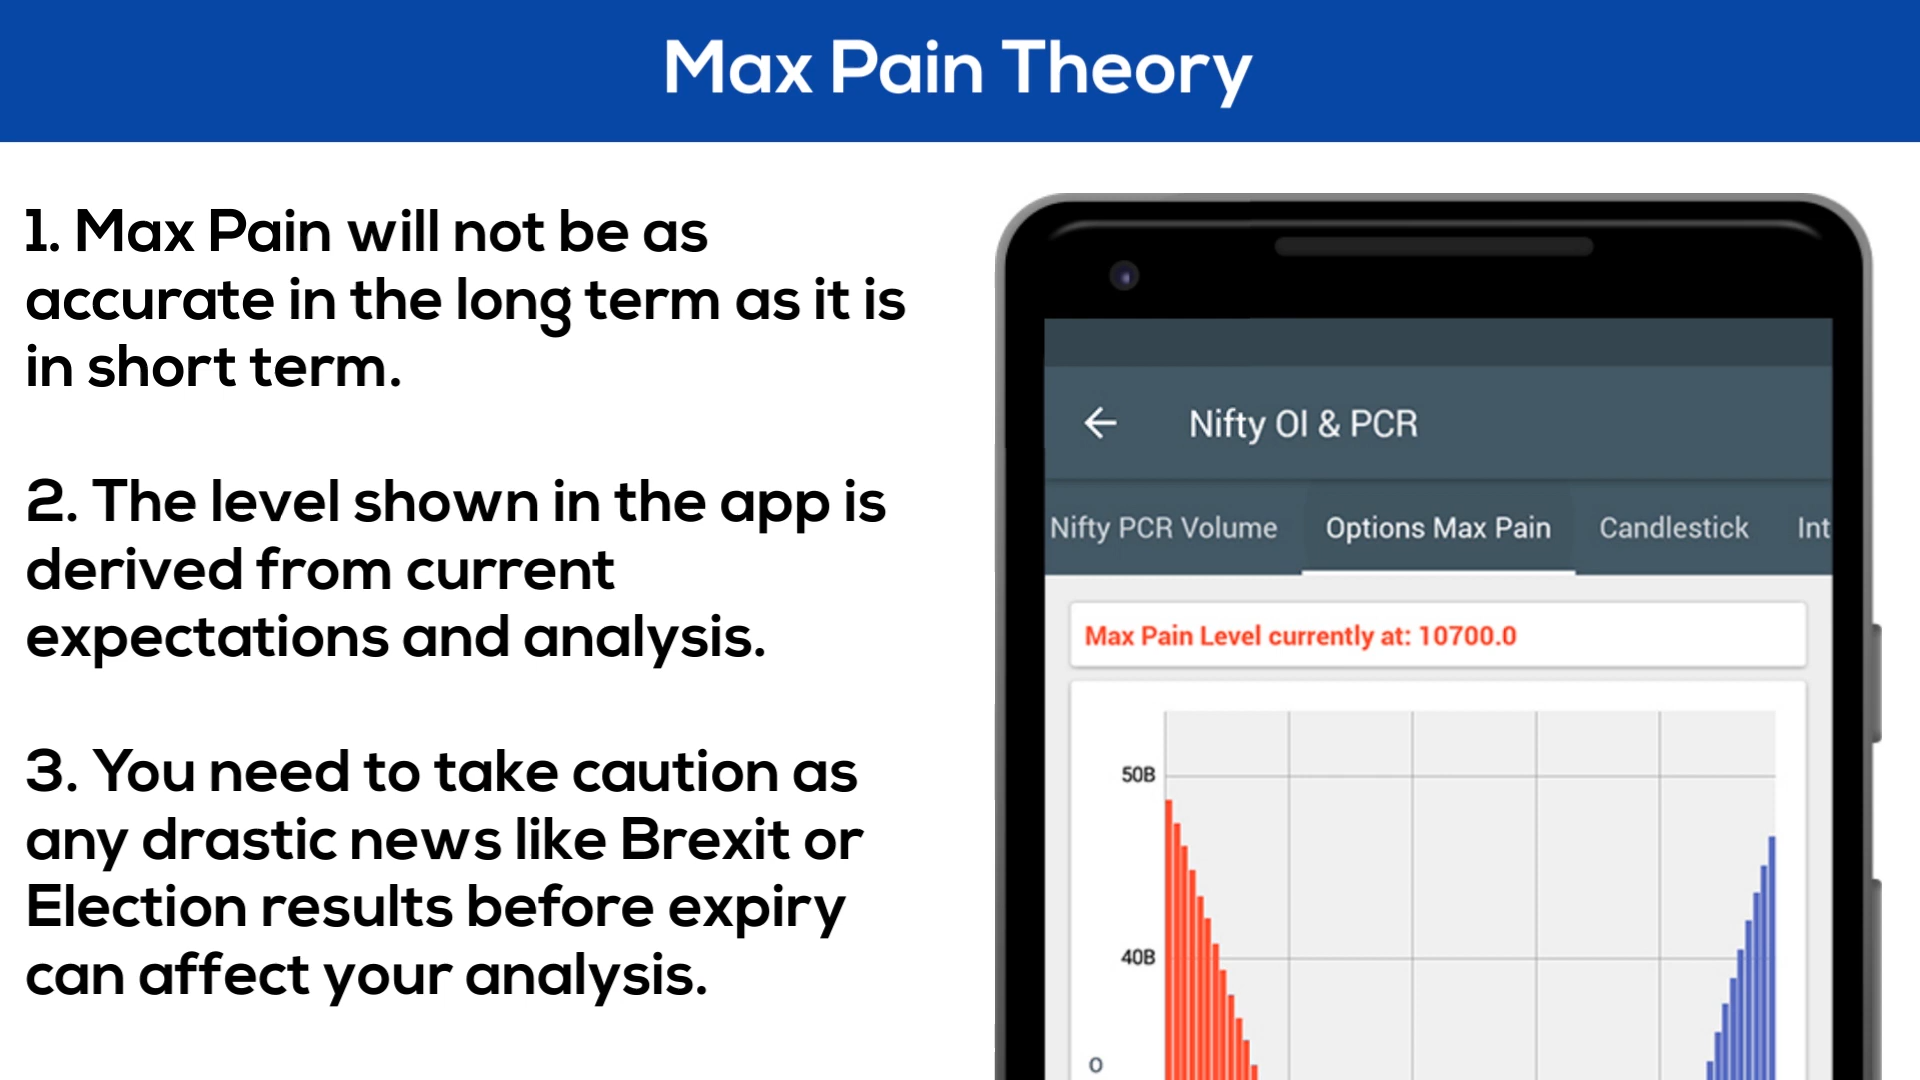 Max Pain Theory
1. Max Pain will not be as
accurate in the long term as it is
in short term.
2. The level shown in the app is
derived from current
expectations and analysis.
3. You need to take caution as
any drastic news like Brexit or
Election results before expiry
can affect your analysis.
Nifty OI & PCR
Nifty PCR Volume Options Max Pain Candlestick Int
Max Pain Level currently at: 10700.0
50B
40B
O